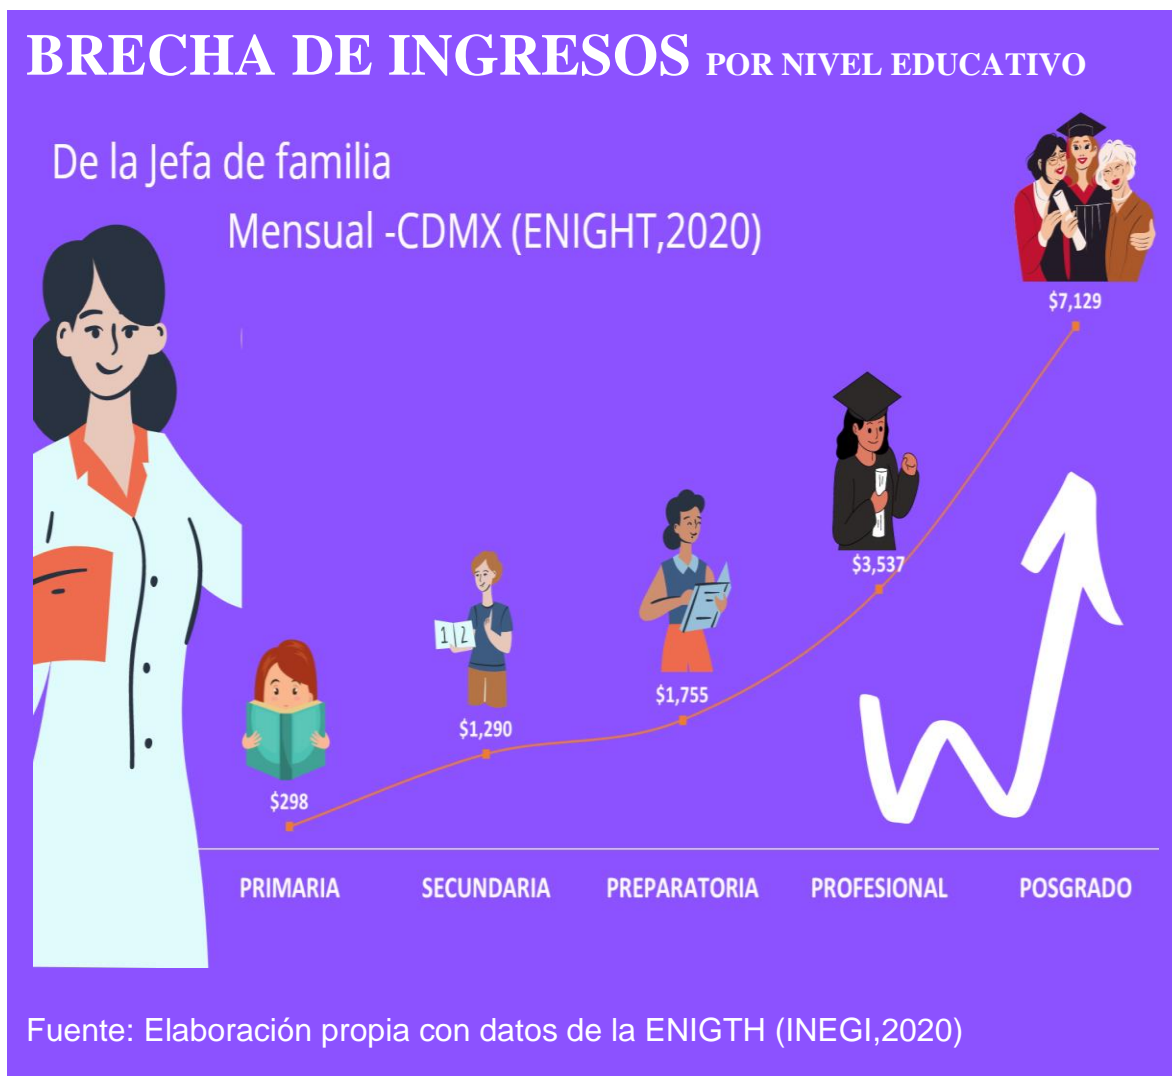 BRECHA DE INGRESOS POR NIVEL EDUCATIVO
De la Jefa de familia
Mensual -CDMX (ENIGHT,2020)
$7,129
$3,537
$1,755
$1,290
$298
1 2
PRIMARIA SECUNDARIA PREPARATORIA PROFESIONAL POSGRADO
Fuente: Elaboración propia con datos de la ENIGTH (INEGI,2020)